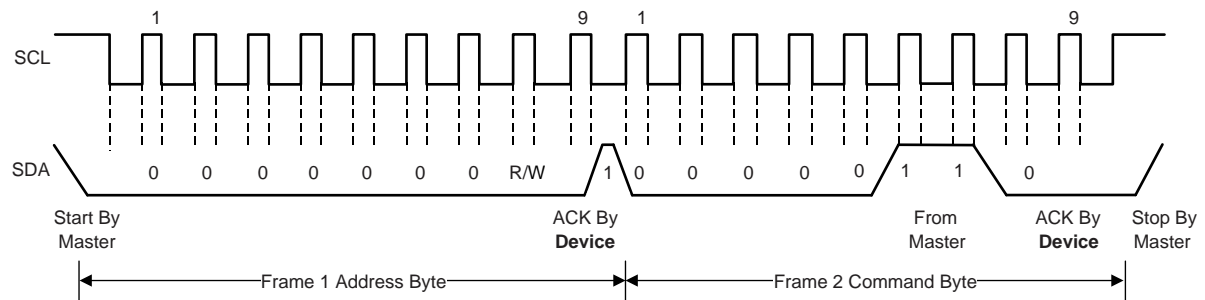 1 9 1 9
SCL
SDA
0 0 0 0 0 0 0 R/W 1 0 0 0 0 0 1 1 0
Start By
Master
ACK By
Device
From
Master
ACK By
Device
Stop By
Master
Frame 1 Address Byte
Frame 2 Command Byte